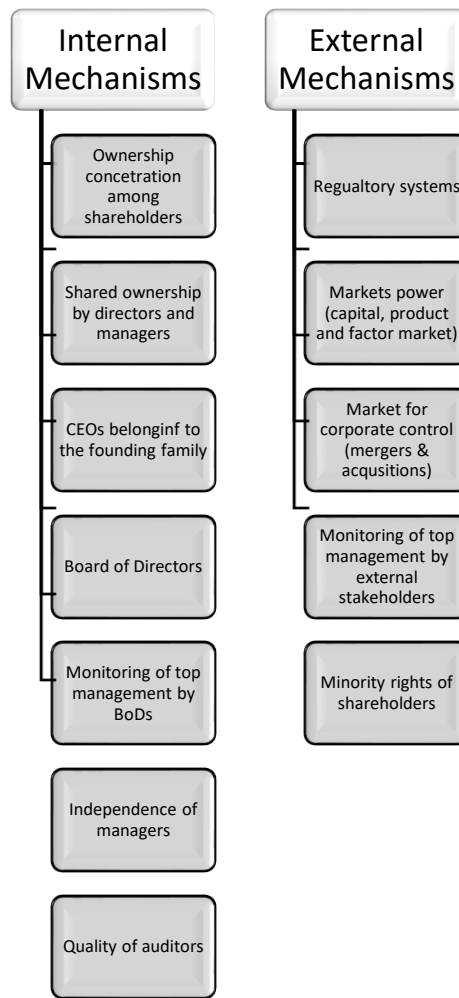 Internal
Mechanisms
Ownership
concetration
among
shareholders
Shared ownership
by directors and
managers
CEOs belonginf to
the founding family
Board of Directors
Monitoring of top
management by
BoDs
Independence of
managers
Quality of auditors
External
Mechanisms
Regualtory systems
Markets power
(capital, product
and factor market)
Market for
corporate control
(mergers &
acqusitions)
Monitoring of top
management by
external
stakeholders
Minority rights of
shareholders